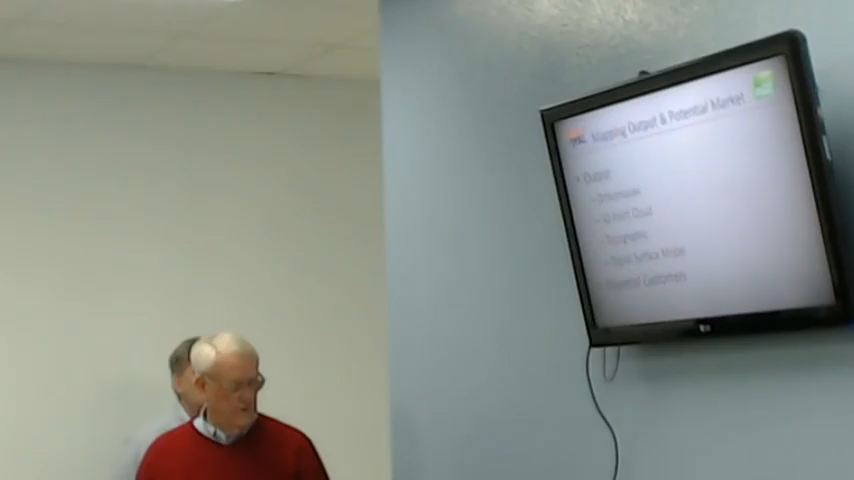 Mapping Output & Potential Market
• Output
– Orthomosaic
– 3D Point Cloud
– Topographic
– Digital Surface Model
Potential Customers